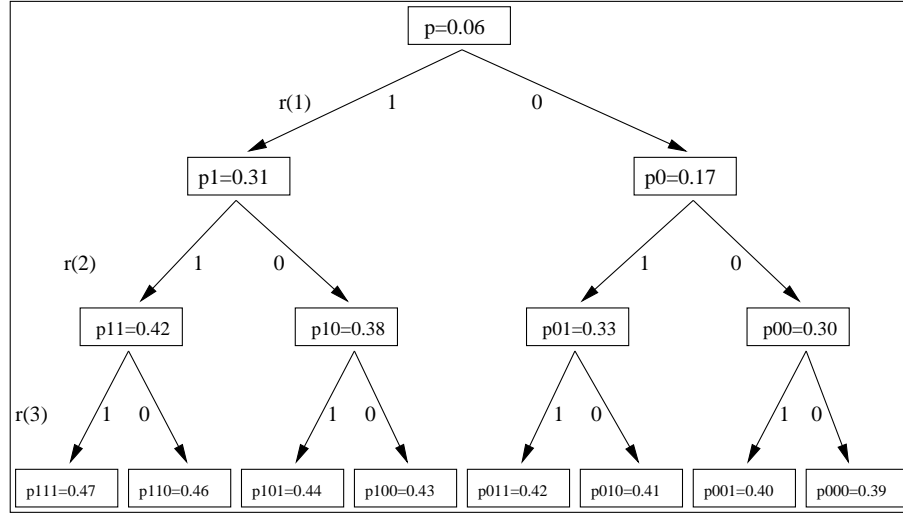 p=0.06
r(1) 1 0
p1=0.31 p0=0.17
r(2) 1 0 1 0
p11=0.42 p10=0.38 p01=0.33 p00=0.30
r(3) 1 0 1 0 1 0 1 0
p111=0.47 p110=0.46 p101=0.44 p100=0.43 p011=0.42 p010=0.41 p001=0.40 p000=0.39